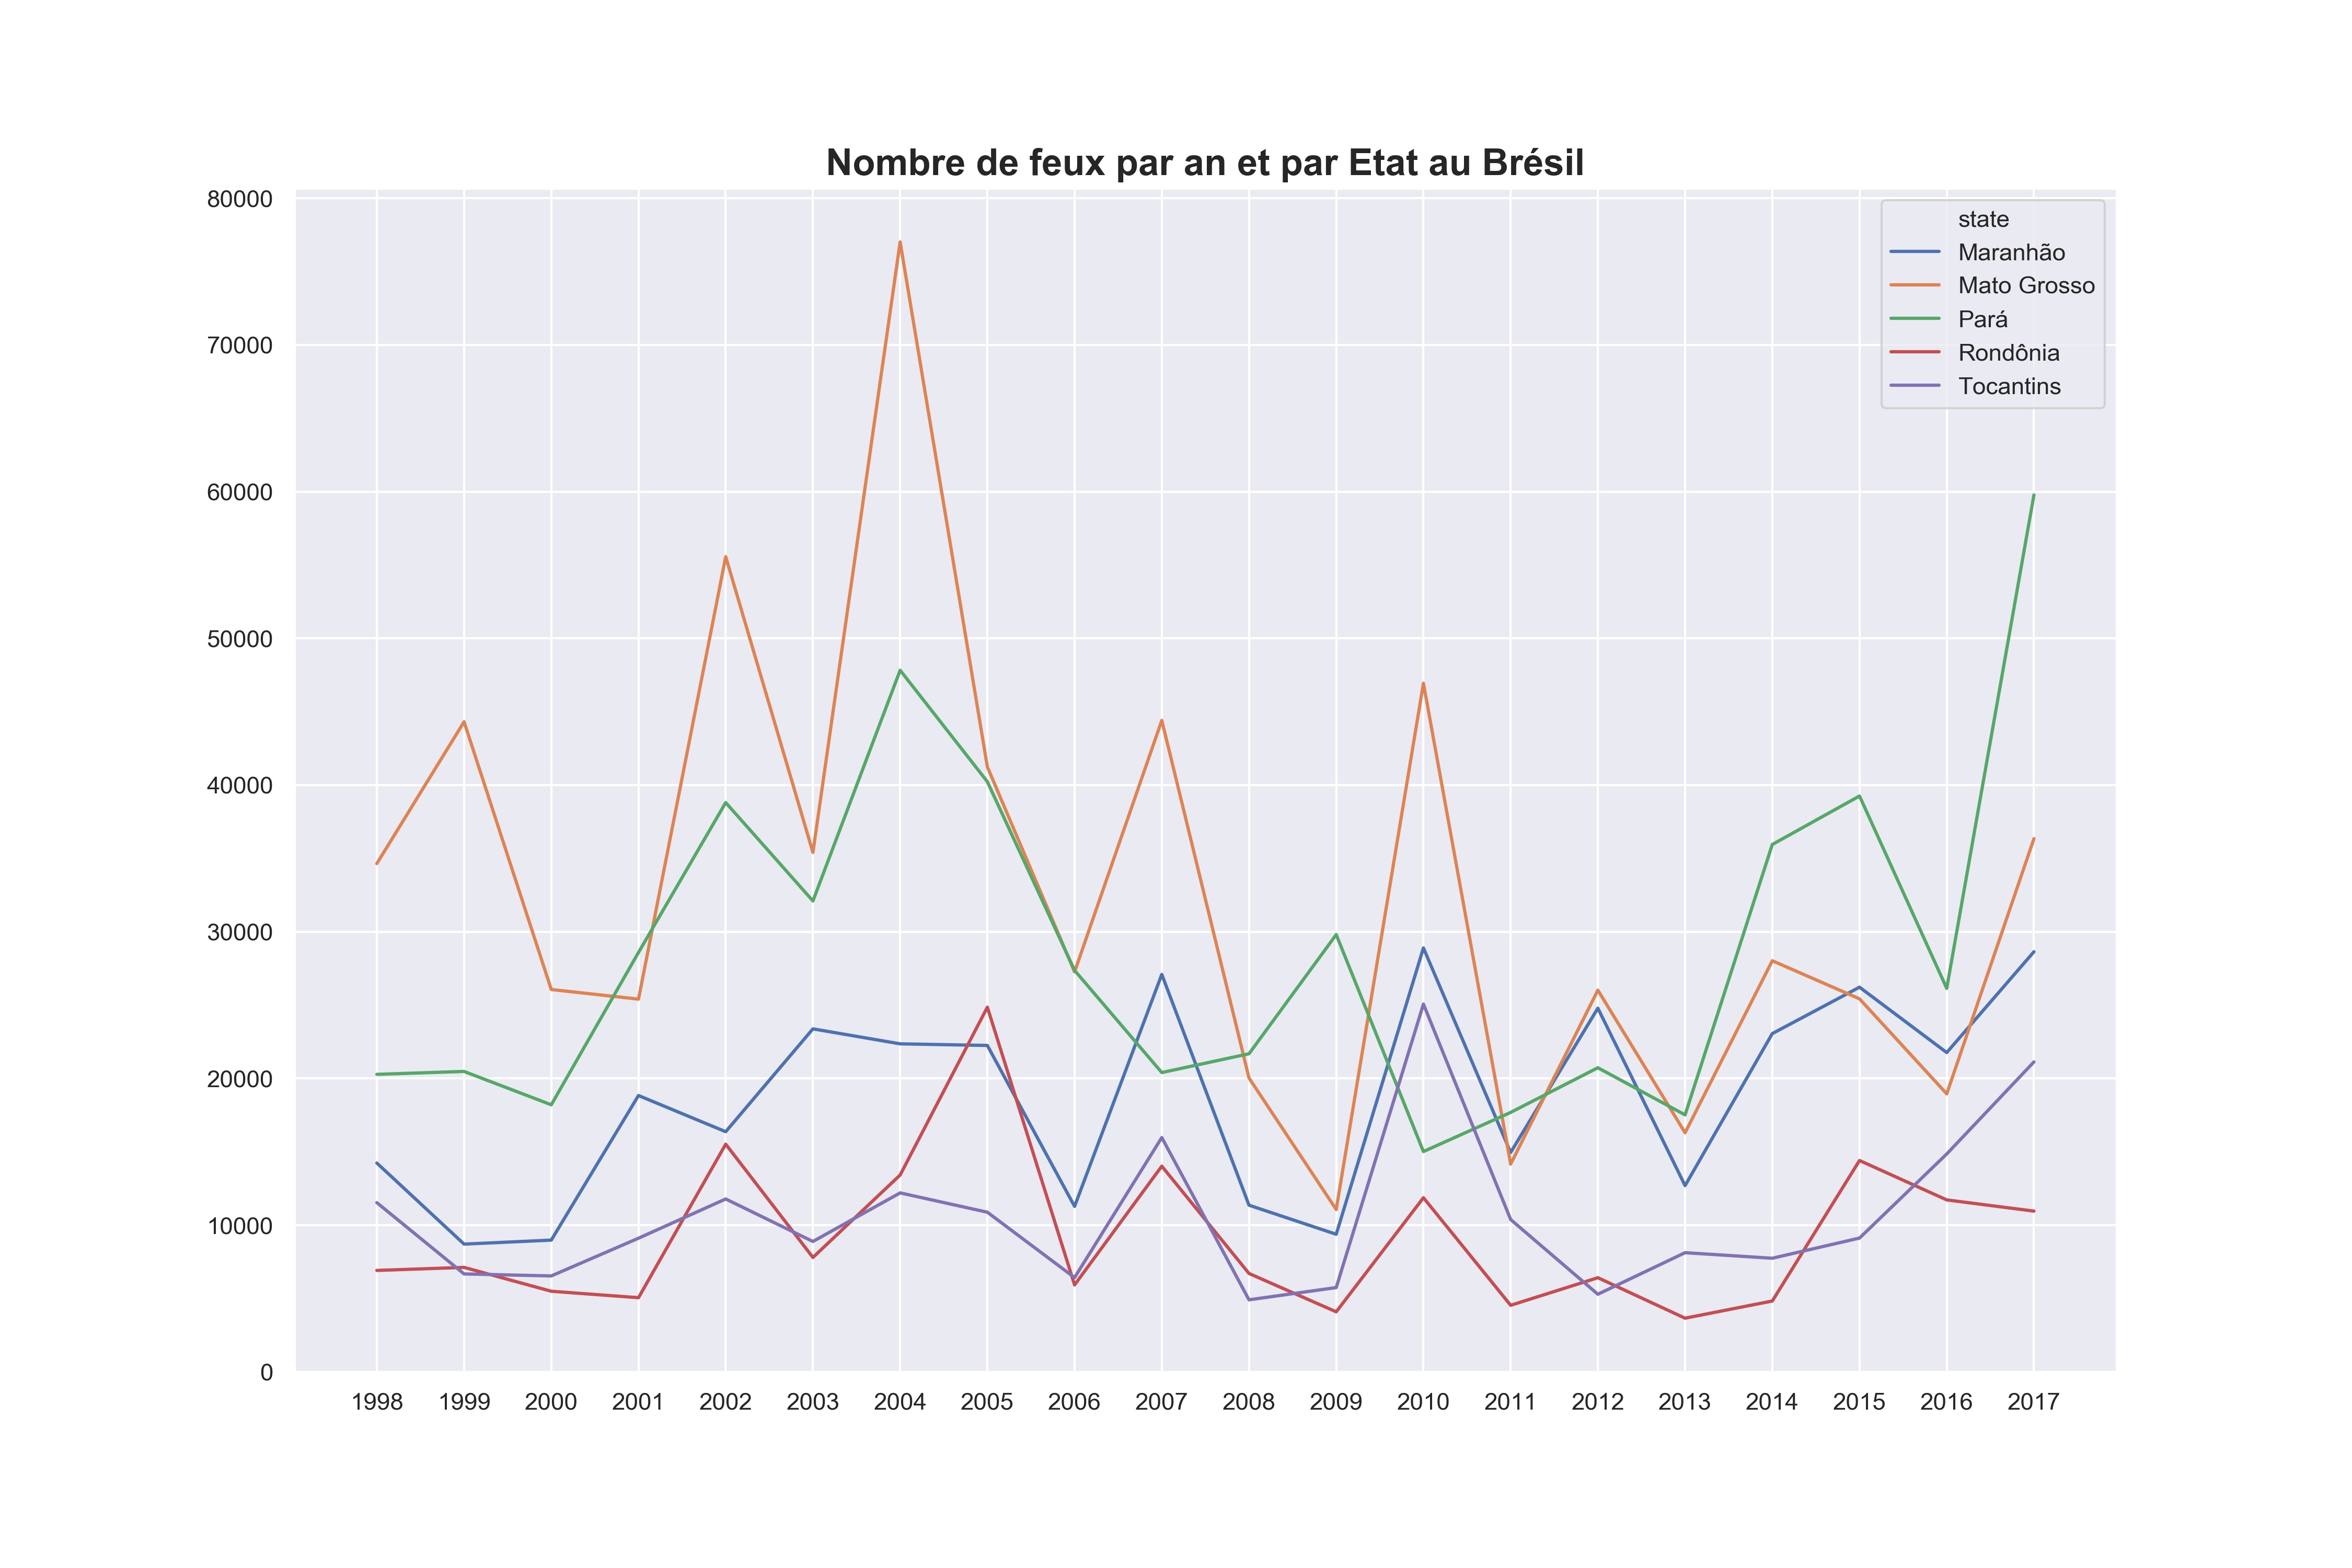 Nombre de feux par an et par Etat au Brésil
80000
70000
60000
50000
40000
30000
20000
10000
0
state
Maranhão
Mato Grosso
Pará
Rondônia
Tocantins
1998 1999 2000 2001 2002 2003 2004 2005 2006 2007 2008 2009 2010 2011 2012 2013 2014 2015 2016 2017